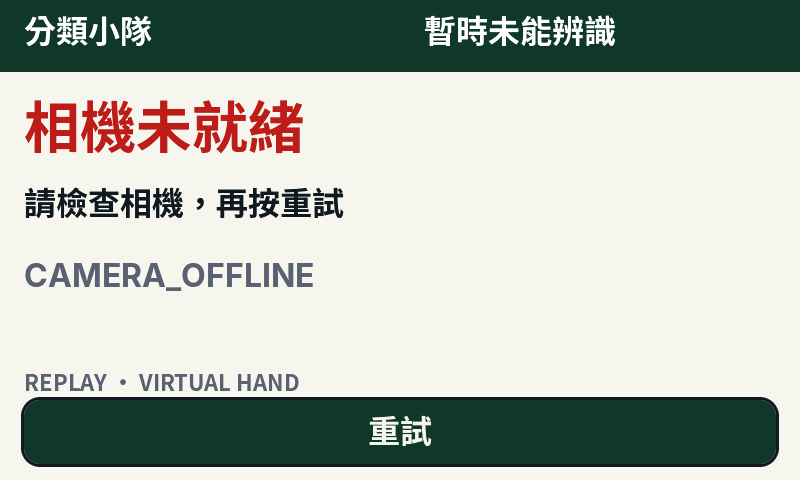 分類小隊
暫時未能辨識
相機未就緒
請檢查相機，再按重試
CAMERA_OFFLINE
REPLAY • VIRTUAL HAND
重試